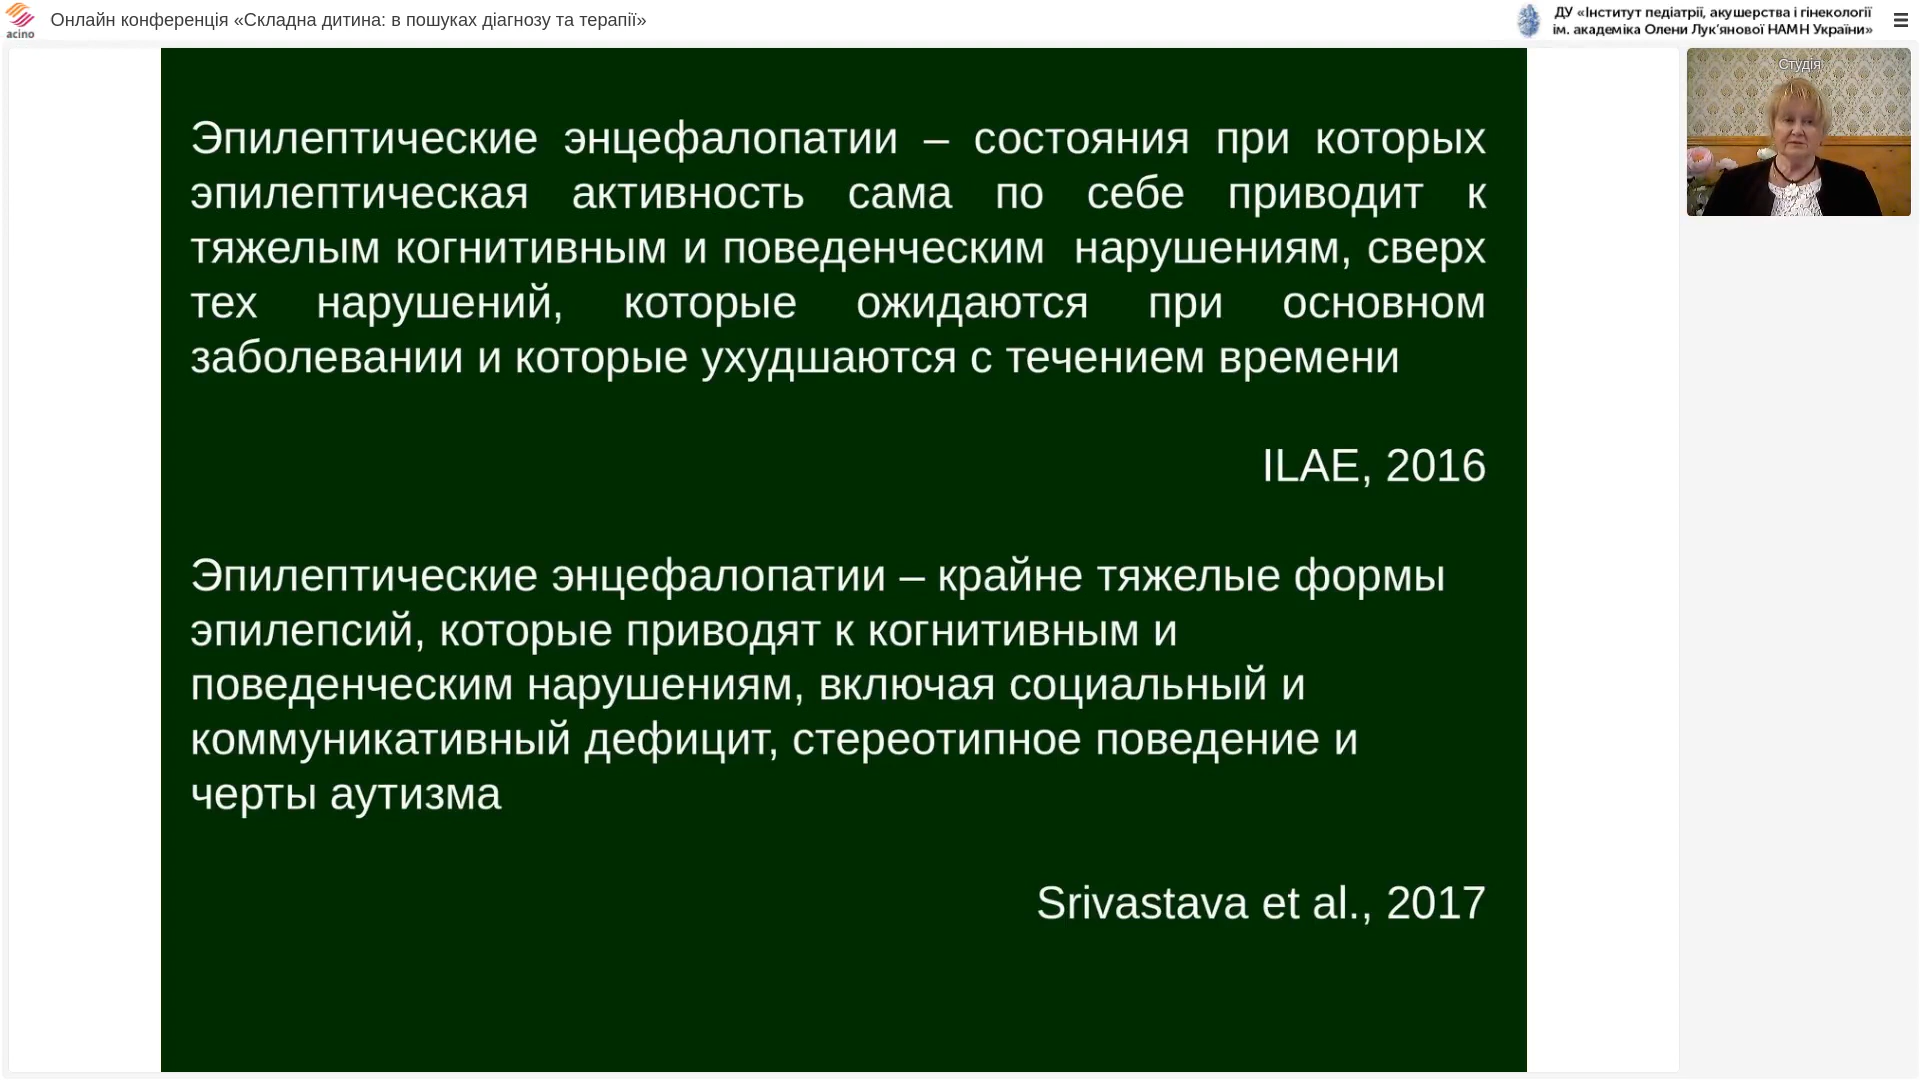 acino
Онлайн конференція «Складна дитина: в пошуках діагнозу та терапії»
ДУ «Інститут педіатрії, акушерства і гінекології
ім. академіка Олени Лук’янової НАМН України»
Студія
Эпилептические энцефалопатии – состояния при которых
эпилептическая активность сама по себе приводит к
тяжелым когнитивным и поведенческим нарушениям, сверх
тех нарушений, которые ожидаются при основном
заболевании и которые ухудшаются с течением времени
ILAE, 2016
Эпилептические энцефалопатии – крайне тяжелые формы
эпилепсий, которые приводят к когнитивным и
поведенческим нарушениям, включая социальный и
коммуникативный дефицит, стереотипное поведение и
черты аутизма
Srivastava et al., 2017